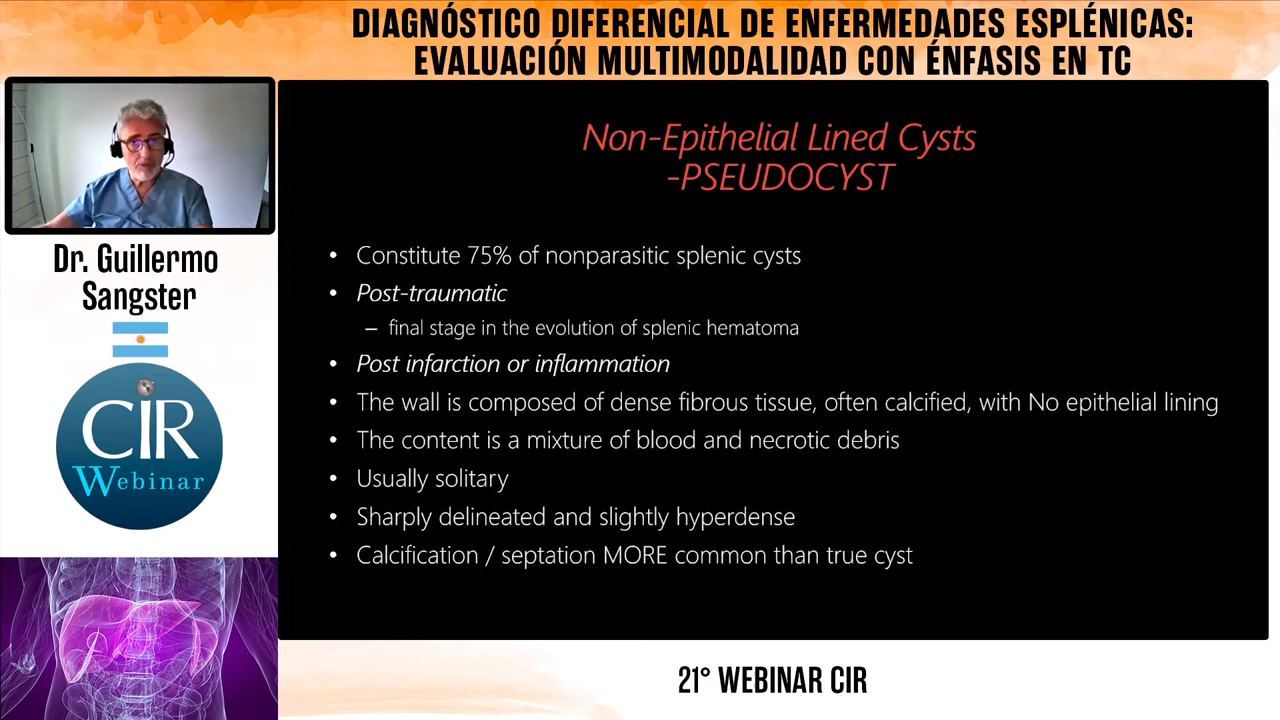 DIAGNÓSTICO DIFERENCIAL DE ENFERMEDADES ESPLÉNICAS:
EVALUACIÓN MULTIMODALIDAD CON ÉNFASIS EN TC
Dr. Guillermo
Sangster
CIR
Webinar
Non-Epithelial Lined Cysts
-PSEUDOCYST
• Constitute 75% of nonparasitic splenic cysts
• Post-traumatic
– final stage in the evolution of splenic hematoma
• Post infarction or inflammation
• The wall is composed of dense fibrous tissue, often calcified, with No epithelial lining
• The content is a mixture of blood and necrotic debris
• Usually solitary
• Sharply delineated and slightly hyperdense
• Calcification / septation MORE common than true cyst
21° WEBINAR CIR